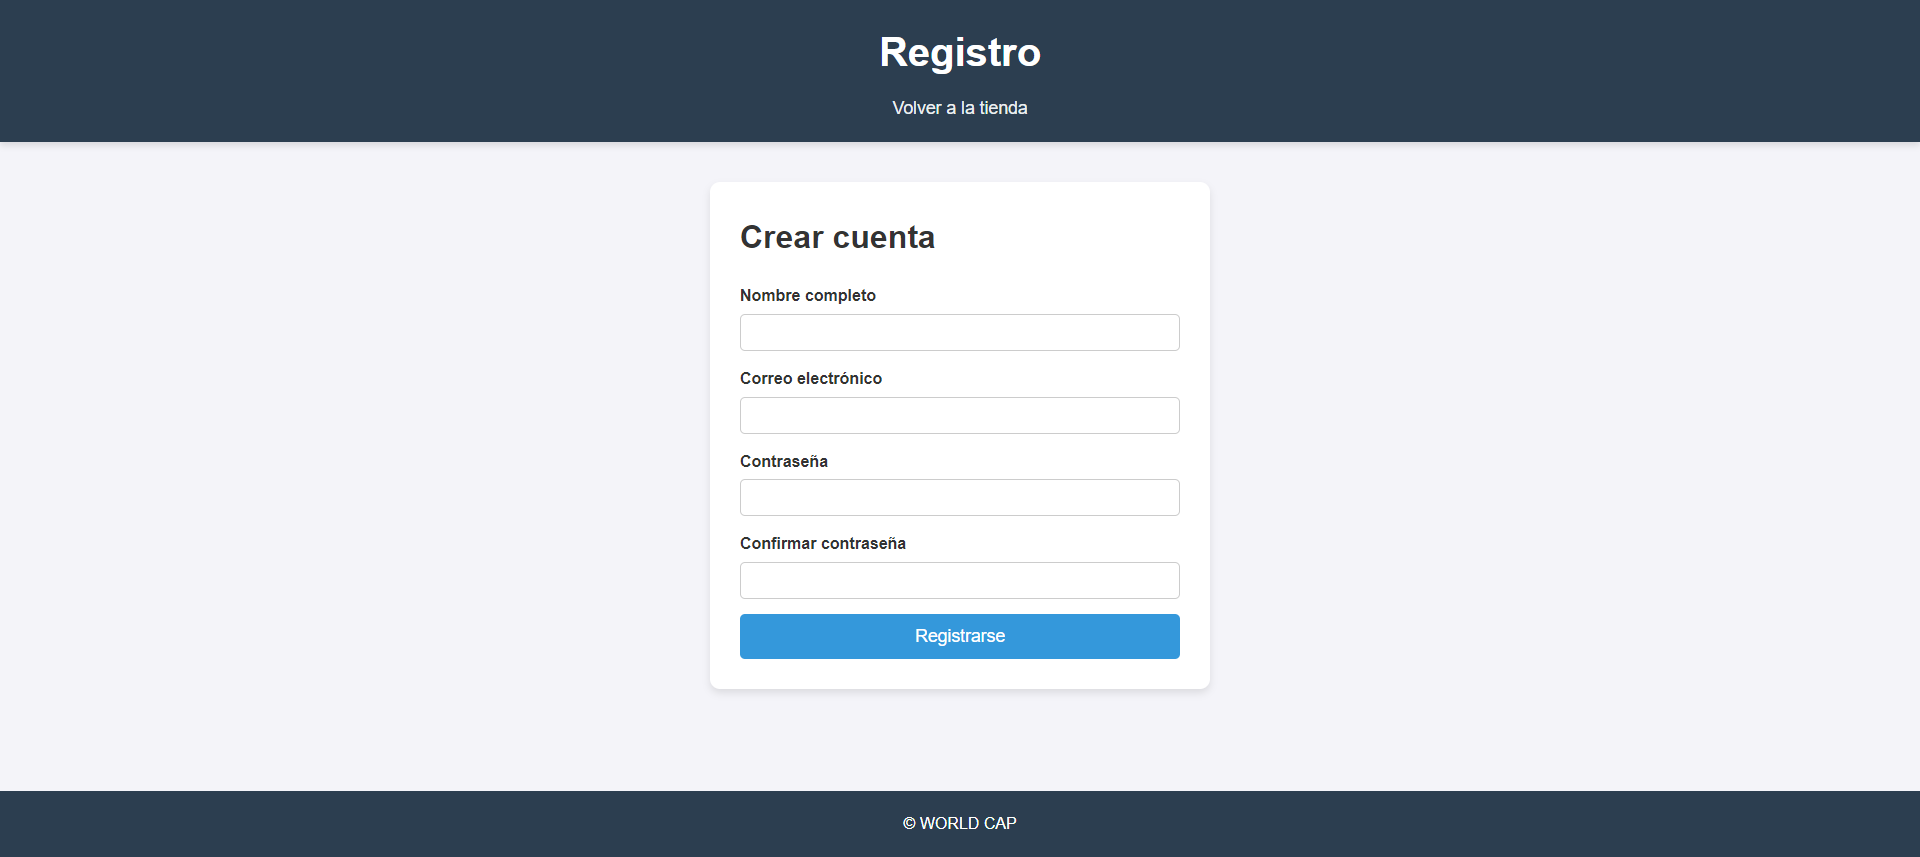 Registro
Volver a la tienda
Crear cuenta
Nombre completo
Correo electrónico
Contraseña
Confirmar contraseña
Registrarse
© WORLD CAP